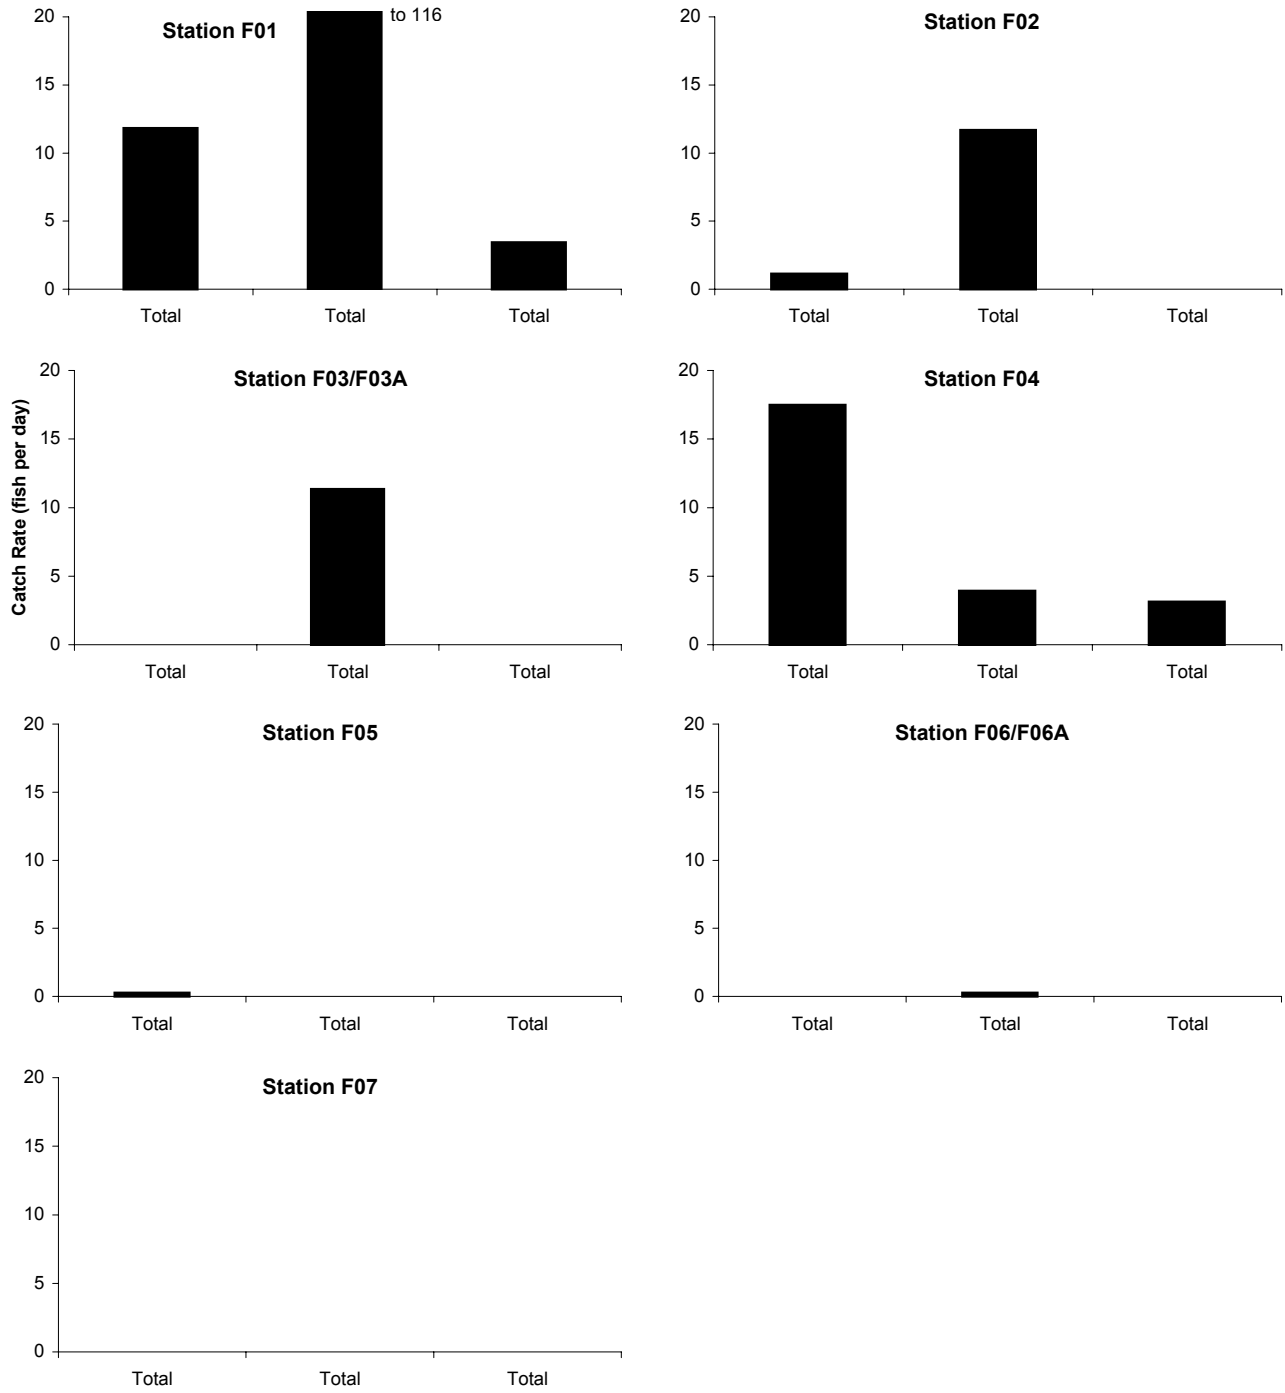 Catch Rate (fish per day)
Station F01
to 116
20
15
10
5
0
Total Total Total
Station F02
20
15
10
5
0
Total Total Total
Station F03/F03A
20
15
10
5
0
Total Total Total
Station F04
20
15
10
5
0
Total Total Total
Station F05
20
15
10
5
0
Total Total Total
Station F06/F06A
20
15
10
5
0
Total Total Total
Station F07
20
15
10
5
0
Total Total Total